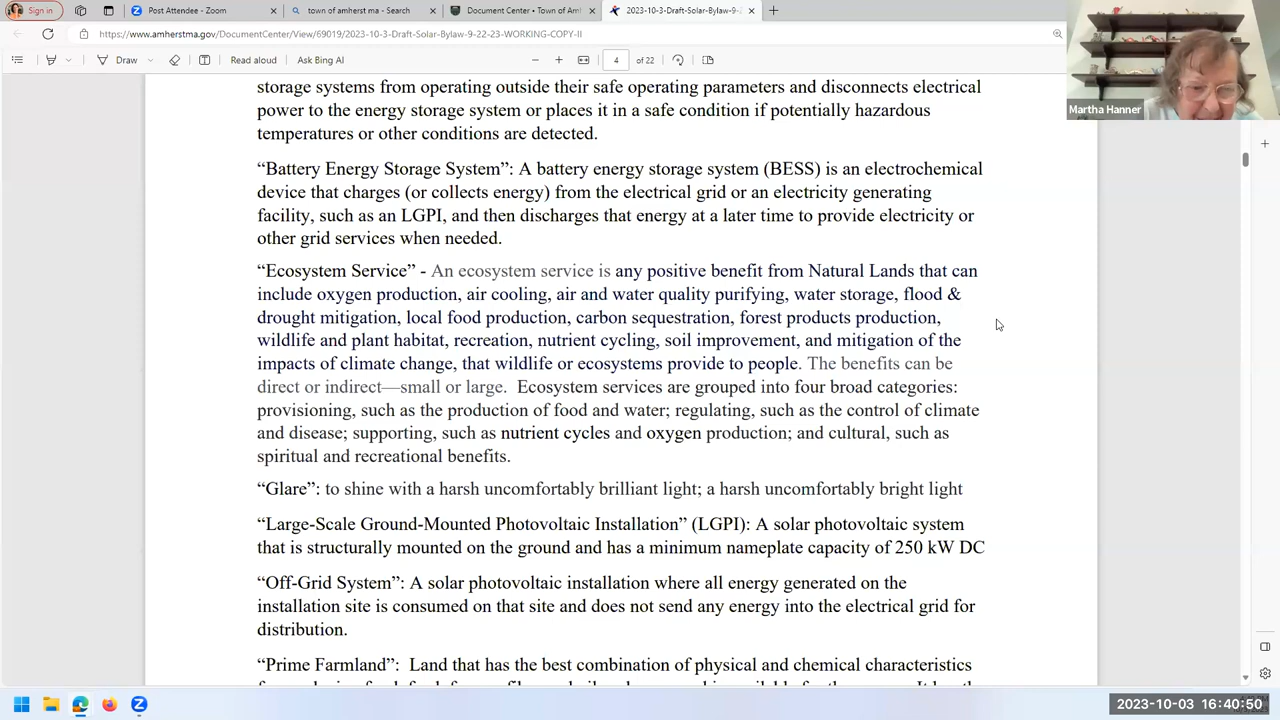 Sign in
Post Attendee - Zoom
town of amherst ma - Search
Document Center • Town of Am
2023-10-3-Draft-Solar-Bylaw-9-2
https://www.amherstma.gov/DocumentCenter/View/69019/2023-10-3-Draft-Solar-Bylaw-9-22-23-WORKING-COPY-II
Draw
Read aloud
Ask Bing AI
4
of 22
Martha Hanner
storage systems from operating outside their safe operating parameters and disconnects electrical
power to the energy storage system or places it in a safe condition if potentially hazardous
temperatures or other conditions are detected.
“Battery Energy Storage System”: A battery energy storage system (BESS) is an electrochemical
device that charges (or collects energy) from the electrical grid or an electricity generating
facility, such as an LGPI, and then discharges that energy at a later time to provide electricity or
other grid services when needed.
“Ecosystem Service” - An ecosystem service is any positive benefit from Natural Lands that can
include oxygen production, air cooling, air and water quality purifying, water storage, flood &
drought mitigation, local food production, carbon sequestration, forest products production,
wildlife and plant habitat, recreation, nutrient cycling, soil improvement, and mitigation of the
impacts of climate change, that wildlife or ecosystems provide to people. The benefits can be
direct or indirect—small or large.  Ecosystem services are grouped into four broad categories:
provisioning, such as the production of food and water; regulating, such as the control of climate
and disease; supporting, such as nutrient cycles and oxygen production; and cultural, such as
spiritual and recreational benefits.
“Glare”: to shine with a harsh uncomfortably brilliant light; a harsh uncomfortably bright light
“Large-Scale Ground-Mounted Photovoltaic Installation” (LGPI): A solar photovoltaic system
that is structurally mounted on the ground and has a minimum nameplate capacity of 250 kW DC
“Off-Grid System”: A solar photovoltaic installation where all energy generated on the
installation site is consumed on that site and does not send any energy into the electrical grid for
distribution.
“Prime Farmland”:  Land that has the best combination of physical and chemical characteristics
2023-10-03 16:40:50